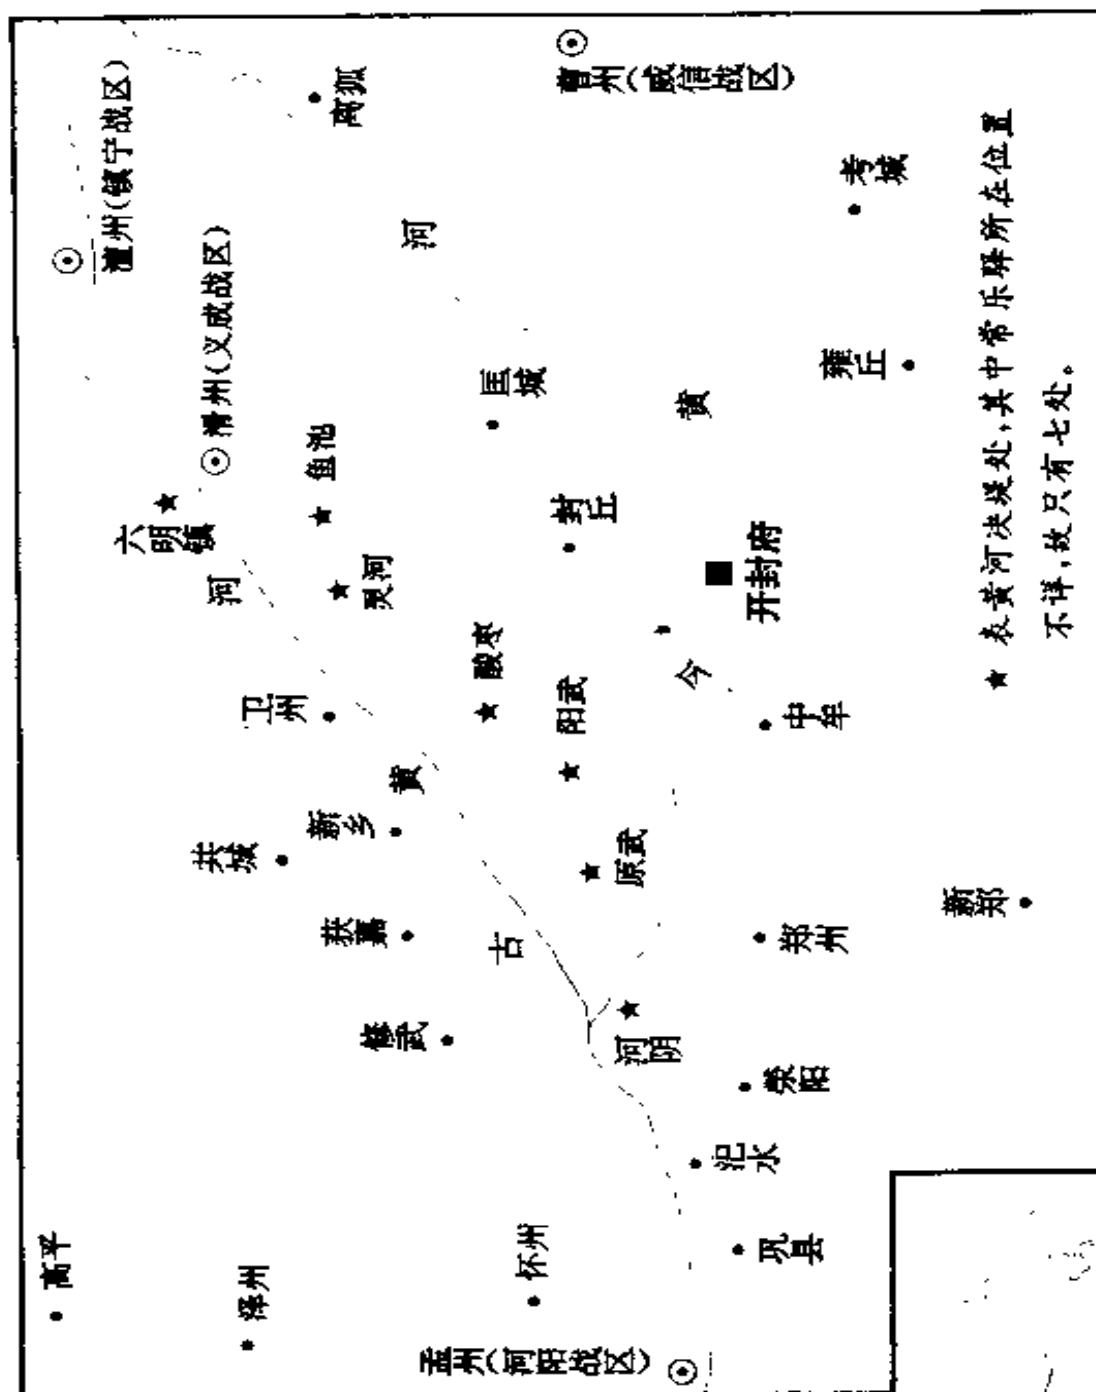 澶州(镇宁战区)
滑州(义成战区)
曹州(威信战区)
离狐
考城
河
匡城
雍丘
黄
鱼池
六明镇
河
灵河
封丘
开封府
酸枣
卫州
阳武
今
中牟
黄
新乡
共城
原武
获嘉
古
郑州
新郑
修武
河阴
荥阳
汜水
巩县
怀州
泽州
高平
孟州(河阳战区)
★ 表黄河决堤处,其中常乐驿所在位置
不详,故只有七处。